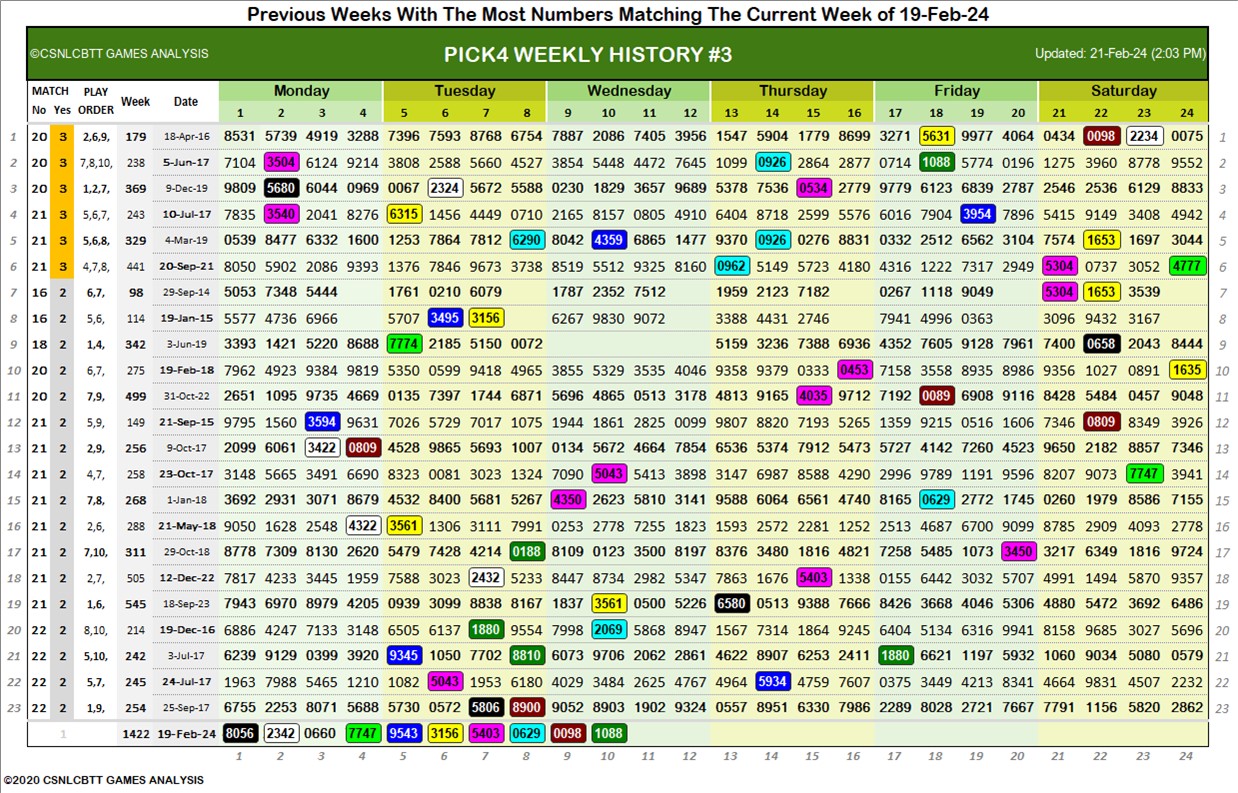 Previous Weeks With The Most Numbers Matching The Current Week of 19-Feb-24
©CSNLCBTT GAMES ANALYSIS PICK4 WEEKLY HISTORY #3 Updated: 21-Feb-24 (2:03 PM)
MATCH PLAY Week Date Monday Tuesday Wednesday Thursday Friday Saturday
No Yes ORDER 1 2 3 4 5 6 7 8 9 10 11 12 13 14 15 16 17 18 19 20 21 22 23 24
1 20 3 2,6,9, 179 18-Apr-16 8531 5739 4919 3288 7396 7593 8768 6754 7887 2086 7405 3956 1547 5904 1779 8699 3271 5631 9977 4064 0434 0098 2234 0075 1
2 20 3 7,8,10, 238 5-Jun-17 7104 3504 6124 9214 3808 2588 5660 4527 3854 5448 4472 7645 1099 0926 2864 2877 0714 1088 5774 0196 1275 3960 8778 9552 2
3 20 3 1,2,7, 369 9-Dec-19 9809 5680 6044 0969 0067 2324 5672 5588 0230 1829 3657 9689 5378 7536 0534 2779 9779 6123 6839 2787 2546 2536 6129 8833 3
4 21 3 5,6,7, 243 10-Jul-17 7835 3540 2041 8276 6315 1456 4449 0710 2165 8157 0805 4910 6404 8718 2599 5576 6016 7904 3954 7896 5415 9149 3408 4942 4
5 21 3 5,6,8, 329 4-Mar-19 0539 8477 6332 1600 1253 7864 7812 6290 8042 4359 6865 1477 9370 0926 0276 8831 0332 2512 6562 3104 7574 1653 1697 3044 5
6 21 3 4,7,8, 441 20-Sep-21 8050 5902 2086 9308 1376 7846 9677 3738 8519 5512 9325 8160 0962 5149 5723 4180 4316 1222 7317 2949 5304 0737 3052 4777 6
7 16 2 6,7, 98 29-Sep-14 5053 7348 5444 1761 0210 6079 1787 2352 7512 1959 2123 7182 0267 1118 9049 5304 1653 3539 7
8 16 2 5,6, 114 19-Jan-15 5577 4736 6966 5707 3495 3156 6267 9830 9072 3388 4431 2746 7941 4996 0363 3096 9432 3167 8
9 18 2 1,4, 342 3-Jun-19 3393 1421 5220 8688 7774 2185 5150 0072 5159 3236 7388 6936 4352 7605 9128 7961 7400 0658 2043 8444 9
10 20 2 6,7, 275 19-Feb-18 7962 4923 9384 9819 5350 0599 9418 4965 3855 5329 3535 4046 9358 9379 0333 0453 7158 3558 8935 8986 9356 1027 0891 1635 10
11 20 2 7,9, 499 31-Oct-22 2651 1095 9735 4669 0135 7397 1744 6871 5696 4865 0513 3178 4813 9165 4035 9712 7192 0089 6908 9116 8428 5484 0457 9048 11
12 21 2 5,9, 149 21-Sep-15 9795 1560 3594 9631 7026 5729 7017 1075 1944 1861 2825 0099 9807 8820 7193 5265 1359 9215 0516 1606 7346 0809 8349 3926 12
13 21 2 2,9, 256 9-Oct-17 2099 6061 3422 0809 4528 9865 5693 1007 0134 5672 4664 7854 6536 5374 7912 5473 5727 4142 7260 4523 9650 2182 8857 7346 13
14 21 2 4,7, 258 23-Oct-17 3148 5665 3491 6690 8323 0081 3023 1324 7090 5043 5413 3898 3147 6987 8588 4290 2996 9789 1191 9596 5207 9073 7747 3941 14
15 21 2 7,8, 268 1-Jan-18 3692 2931 3071 8679 4532 8400 5681 5267 4350 2623 5810 3141 9588 6064 6561 4740 8165 0629 2772 1745 0260 1979 8586 7155 15
16 21 2 2,6, 288 21-May-18 9050 1628 2548 4322 3561 1306 3111 7991 0253 2778 7255 1823 1593 2572 2281 1252 2513 4687 6700 9099 8785 2909 4093 2778 16
17 21 2 7,10, 311 29-Oct-18 8778 7309 8130 2620 5479 7428 4214 0188 8109 0123 3500 8197 8376 3480 1816 4821 7258 5485 1073 3450 3217 6349 1816 9724 17
18 21 2 2,7, 505 12-Dec-22 7817 4233 3445 1959 7588 3023 2432 5233 8447 8734 2982 5347 7863 1676 5403 1338 0155 6442 3032 5707 4991 1494 5870 9357 18
19 21 2 1,6, 545 18-Sep-23 7943 6970 8979 4205 0939 3099 8838 8167 1837 3561 0500 5226 6580 0513 9388 7666 8426 3668 4046 5306 4880 5472 3692 6486 19
20 22 2 8,10, 214 19-Dec-16 6886 4247 7133 3148 6505 6137 1880 9554 7998 2069 5868 8947 1567 7314 1864 9245 6404 5134 6316 9941 8158 9685 3027 5696 20
21 22 2 5,10, 242 3-Jul-17 6239 9129 0399 3920 9345 1050 7702 8810 6073 9706 2062 2861 4622 8907 6253 2411 1880 6621 1197 5932 1060 9034 5080 0579 21
22 22 2 5,7, 245 24-Jul-17 1963 7988 5465 1210 1082 5043 1953 6180 4029 3484 2625 4767 4964 5934 4759 7607 0375 3449 4213 8341 4664 9831 4507 2232 22
23 22 2 1,9, 254 25-Sep-17 6755 2253 8071 5688 5730 0572 5806 8900 9052 8903 1902 9324 0557 8951 6330 7986 2289 8028 2721 7667 7791 1156 5820 2862 23
1 1422 19-Feb-24 8056 2342 0660 7747 9543 3156 5403 0629 0098 1088
1 2 3 4 5 6 7 8 9 10 11 12 13 14 15 16 17 18 19 20 21 22 23 24
©2020 CSNLCBTT GAMES ANALYSIS